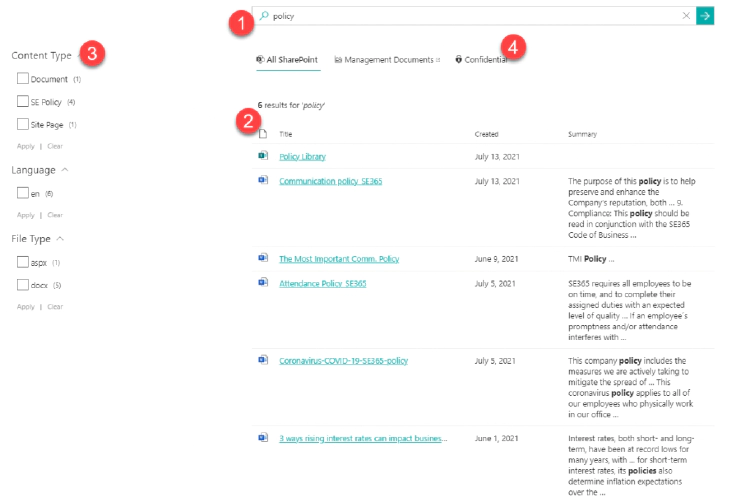 1
policy
3
Content Type
Document (1)
SE Policy (4)
Site Page (1)
Apply | Clear
Language
en (6)
Apply | Clear
File Type
aspx (1)
docx (5)
Apply | Clear
4
All SharePoint
Management Documents
Confidential
6 results for 'policy'
2
Title Created Summary
Policy Library July 13, 2021
Communication policy_SE365 July 13, 2021 The purpose of this policy is to help
preserve and enhance the
Company's reputation, both ... 9.
Compliance: This policy should be
read in conjunction with the SE365
Code of Business ...
The Most Important Comm. Policy June 9, 2021 TMI Policy ...
Attendance Policy_SE365 July 5, 2021 SE365 requires all employees to be
on time, and to complete their
assigned duties with an expected
level of quality ... If an employee's
promptness and/or attendance
interferes with ...
Coronavirus-COVID-19-SE365-policy July 5, 2021 This company policy includes the
measures we are actively taking to
mitigate the spread of ... This
coronavirus policy applies to all of
our employees who physically work
in our office ...
3 ways rising interest rates can impact busines... June 1, 2021 Interest rates, both short- and long-
term, have been at record lows for
many years, with ... for short-term
interest rates, its policies also
determine inflation expectations
over the ...